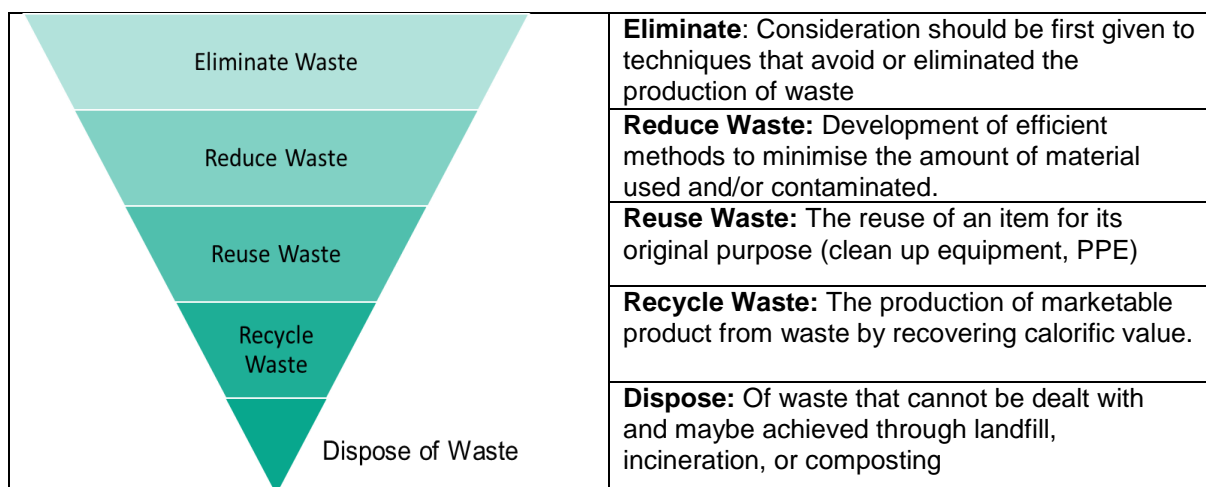 Eliminate Waste
Reduce Waste
Reuse Waste
Recycle
Waste
Dispose of Waste
Eliminate: Consideration should be first given to
techniques that avoid or eliminated the
production of waste
Reduce Waste: Development of efficient
methods to minimise the amount of material
used and/or contaminated.
Reuse Waste: The reuse of an item for its
original purpose (clean up equipment, PPE)
Recycle Waste: The production of marketable
product from waste by recovering calorific value.
Dispose: Of waste that cannot be dealt with
and maybe achieved through landfill,
incineration, or composting